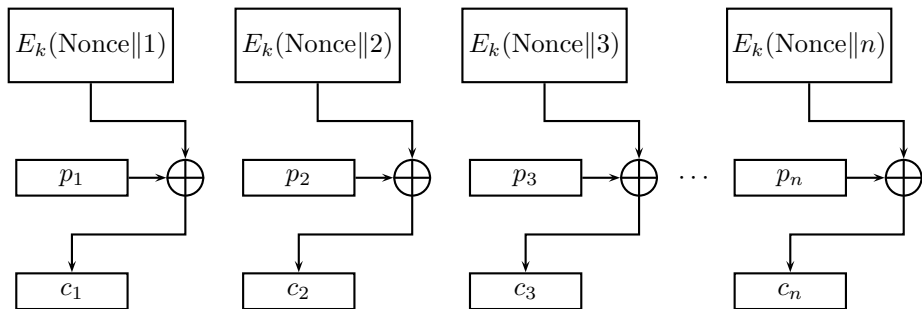 E_k(Nonce∥1) E_k(Nonce∥2) E_k(Nonce∥3) E_k(Nonce∥n)
p_1 p_2 p_3 ··· p_n
c_1 c_2 c_3 c_n